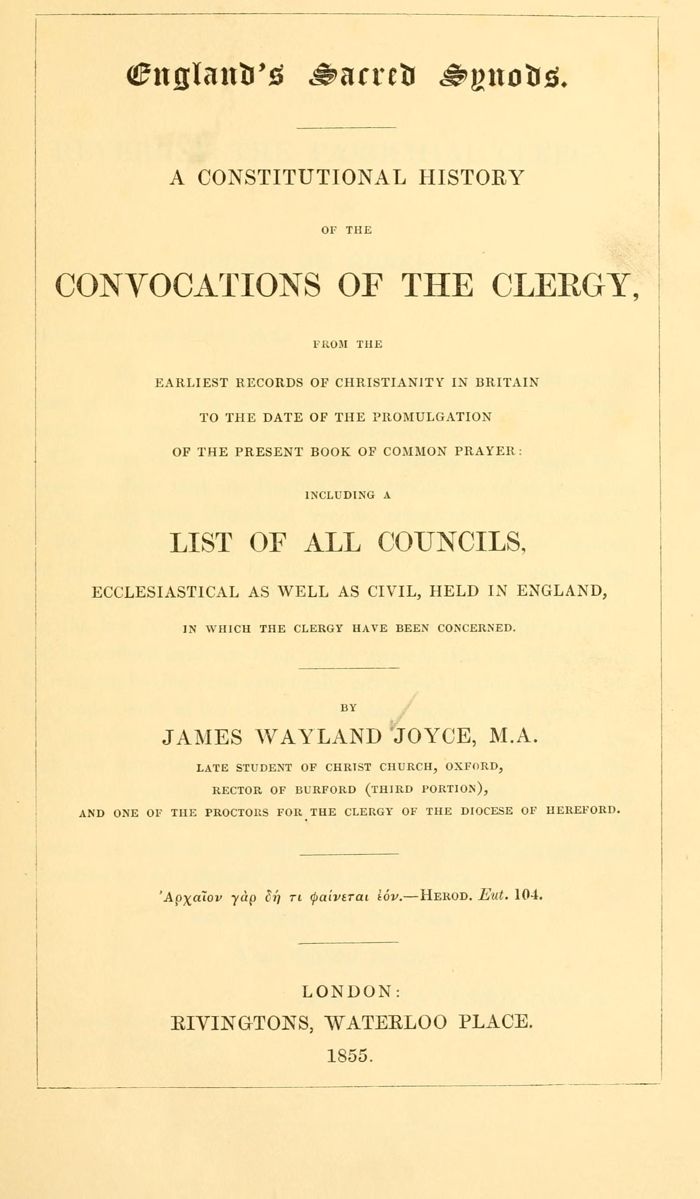 England's Sacred Synods.
A CONSTITUTIONAL HISTORY
OF THE
CONVOCATIONS OF THE CLERGY,
FROM THE
EARLIEST RECORDS OF CHRISTIANITY IN BRITAIN
TO THE DATE OF THE PROMULGATION
OF THE PRESENT BOOK OF COMMON PRAYER:
INCLUDING A
LIST OF ALL COUNCILS,
ECCLESIASTICAL AS WELL AS CIVIL, HELD IN ENGLAND,
IN WHICH THE CLERGY HAVE BEEN CONCERNED.
BY
JAMES WAYLAND JOYCE, M.A.
LATE STUDENT OF CHRIST CHURCH, OXFORD,
RECTOR OF BURFORD (THIRD PORTION),
AND ONE OF THE PROCTORS FOR THE CLERGY OF THE DIOCESE OF HEREFORD.
Ἀρχαῖον γὰρ δή τι φαίνεται ἐόν.—HEROD. Eut. 104.
LONDON:
RIVINGTONS, WATERLOO PLACE.
1855.